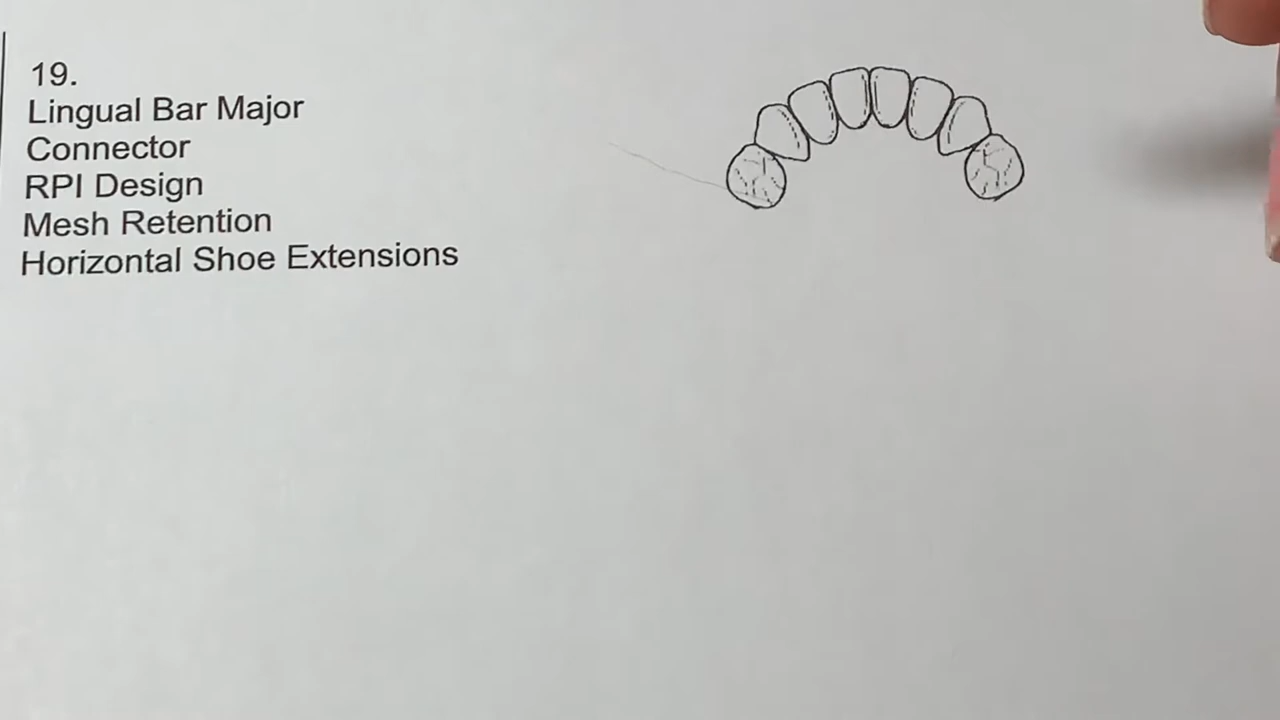 19.
Lingual Bar Major
Connector
RPI Design
Mesh Retention
Horizontal Shoe Extensions